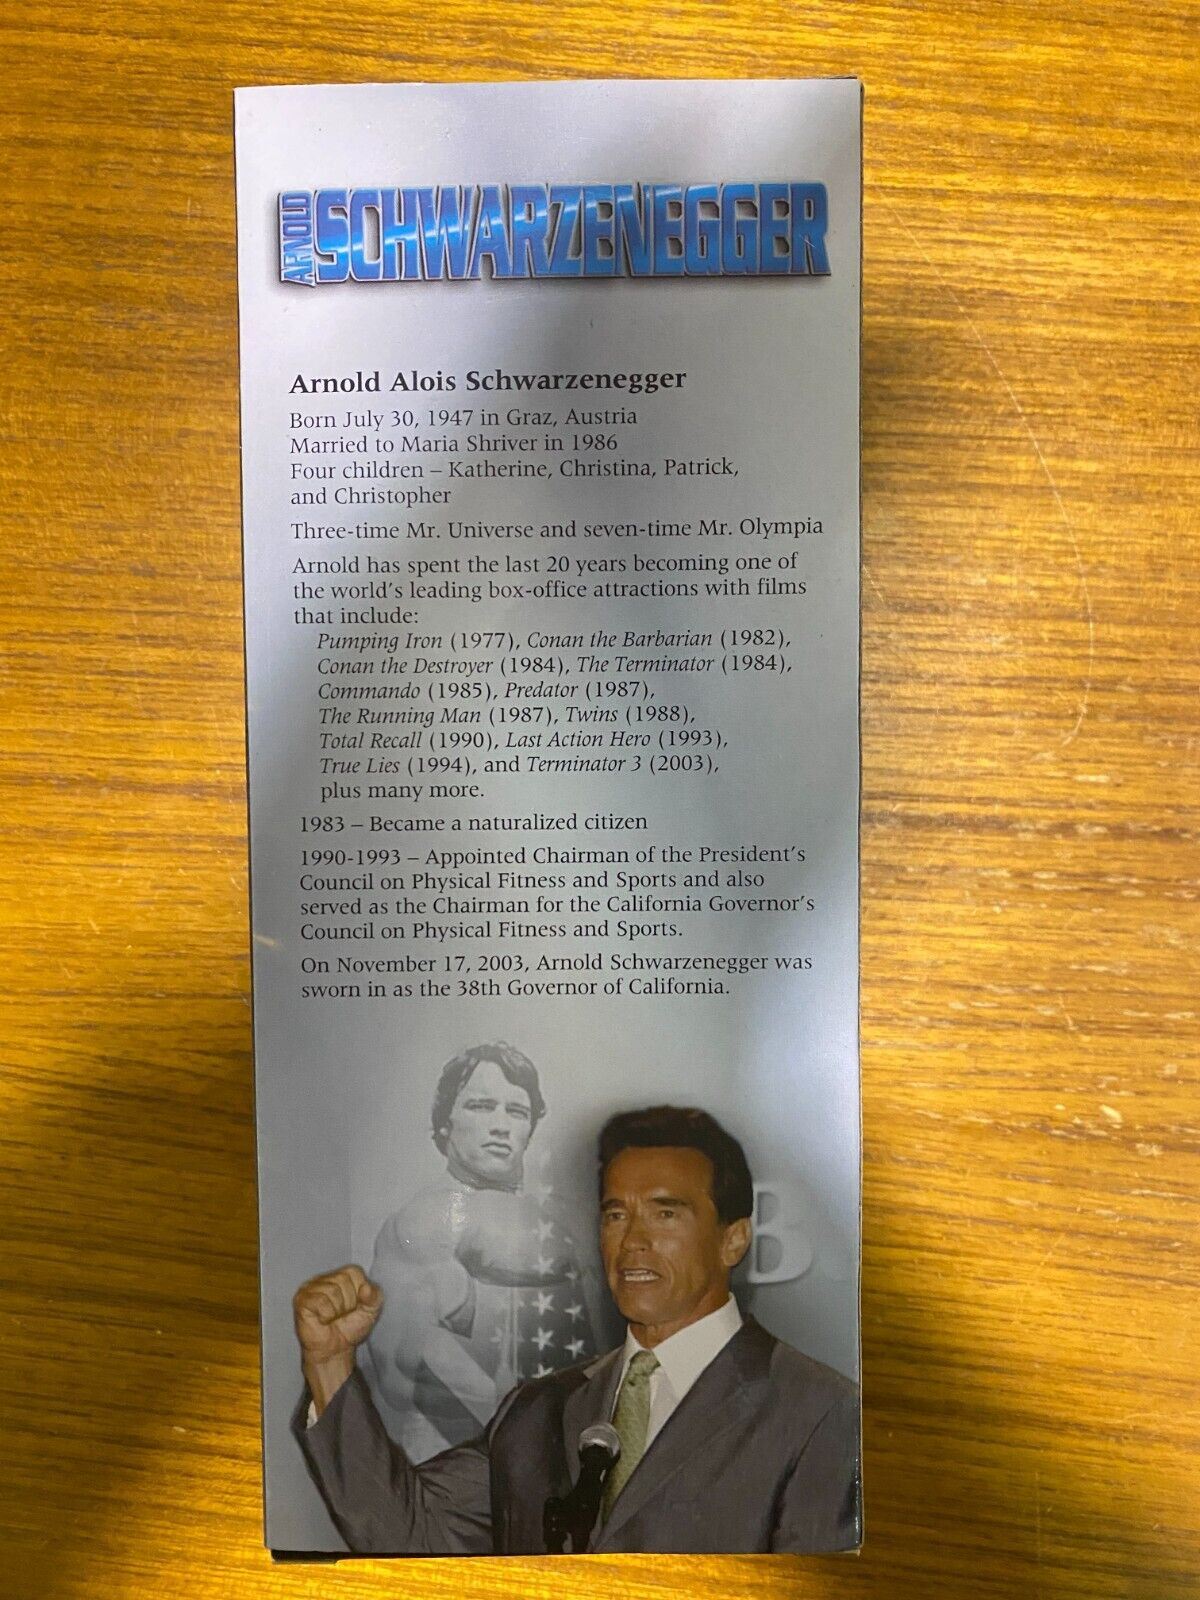 ARNOLD SCHWARZENEGGER
Arnold Alois Schwarzenegger
Born July 30, 1947 in Graz, Austria
Married to Maria Shriver in 1986
Four children – Katherine, Christina, Patrick,
and Christopher
Three-time Mr. Universe and seven-time Mr. Olympia
Arnold has spent the last 20 years becoming one of
the world's leading box-office attractions with films
that include:
Pumping Iron (1977), Conan the Barbarian (1982),
Conan the Destroyer (1984), The Terminator (1984),
Commando (1985), Predator (1987),
The Running Man (1987), Twins (1988),
Total Recall (1990), Last Action Hero (1993),
True Lies (1994), and Terminator 3 (2003),
plus many more.
1983 – Became a naturalized citizen
1990-1993 – Appointed Chairman of the President's
Council on Physical Fitness and Sports and also
served as the Chairman for the California Governor's
Council on Physical Fitness and Sports.
On November 17, 2003, Arnold Schwarzenegger was
sworn in as the 38th Governor of California.
B